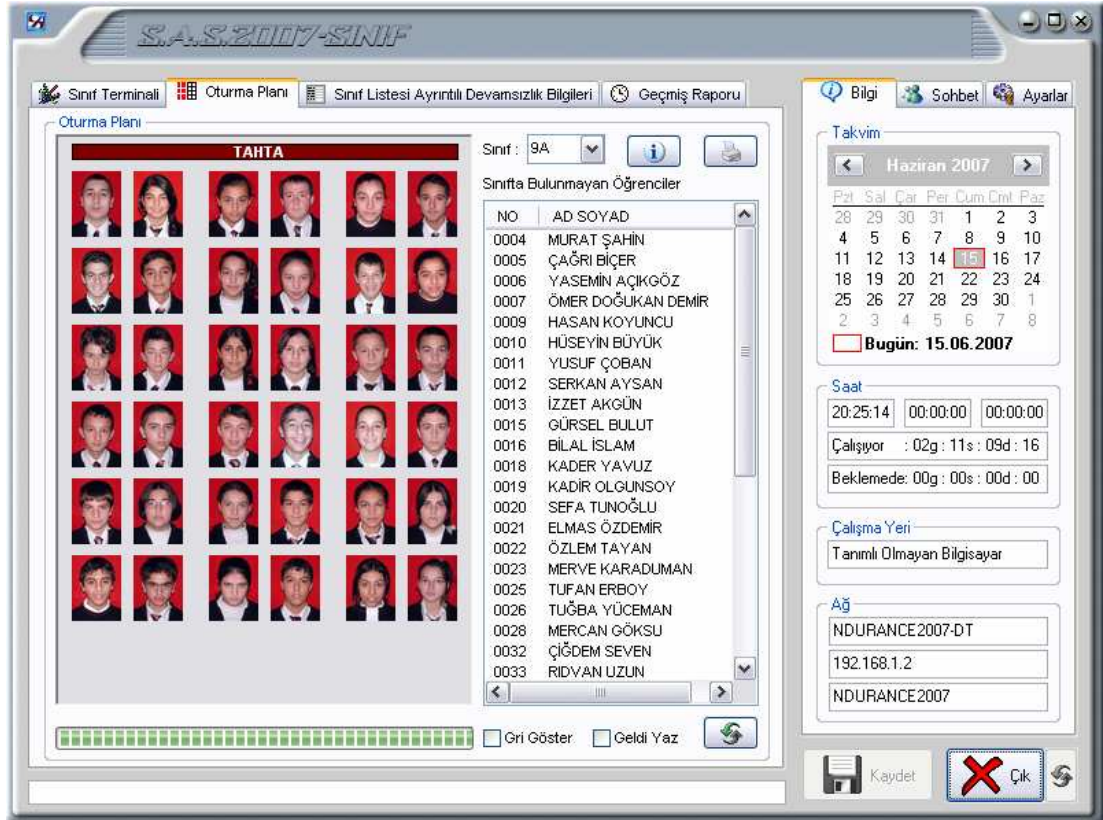 S.A.S.2007-SINIF
Sınıf Terminali
Oturma Planı
Sınıf Listesi Ayrıntılı Devamsızlık Bilgileri
Geçmiş Raporu
Oturma Planı
TAHTA
Sınıf : 9A
Sınıfta Bulunmayan Öğrenciler
NO AD SOYAD
0004 MURAT ŞAHİN
0005 ÇAĞRI BİÇER
0006 YASEMİN AÇIKGÖZ
0007 ÖMER DOĞUKAN DEMİR
0009 HASAN KOYUNCU
0010 HÜSEYİN BÜYÜK
0011 YUSUF ÇOBAN
0012 SERKAN AYSAN
0013 İZZET AKGÜN
0015 GÜRSEL BULUT
0016 BİLAL İSLAM
0018 KADER YAVUZ
0019 KADİR OLGUNSOY
0020 SEFA TUNOĞLU
0021 ELMAS ÖZDEMİR
0022 ÖZLEM TAYAN
0023 MERVE KARADUMAN
0025 TUFAN ERBOY
0026 TUĞBA YÜCEMAN
0028 MERCAN GÖKSU
0032 ÇİĞDEM SEVEN
0033 RIDVAN UZUN
Gri Göster
Geldi Yaz
Bilgi
Sohbet
Ayarlar
Takvim
Haziran 2007
Pzt Sal Çar Per Cum Cmt Paz
28 29 30 31 1 2 3
4 5 6 7 8 9 10
11 12 13 14 15 16 17
18 19 20 21 22 23 24
25 26 27 28 29 30 1
2 3 4 5 6 7 8
Bugün: 15.06.2007
Saat
20:25:14 00:00:00 00:00:00
Çalışıyor : 02g : 11s : 09d : 16
Beklemede: 00g : 00s : 00d : 00
Çalışma Yeri
Tanımlı Olmayan Bilgisayar
Ağ
NDURANCE2007-DT
192.168.1.2
NDURANCE2007
Kaydet
Çık